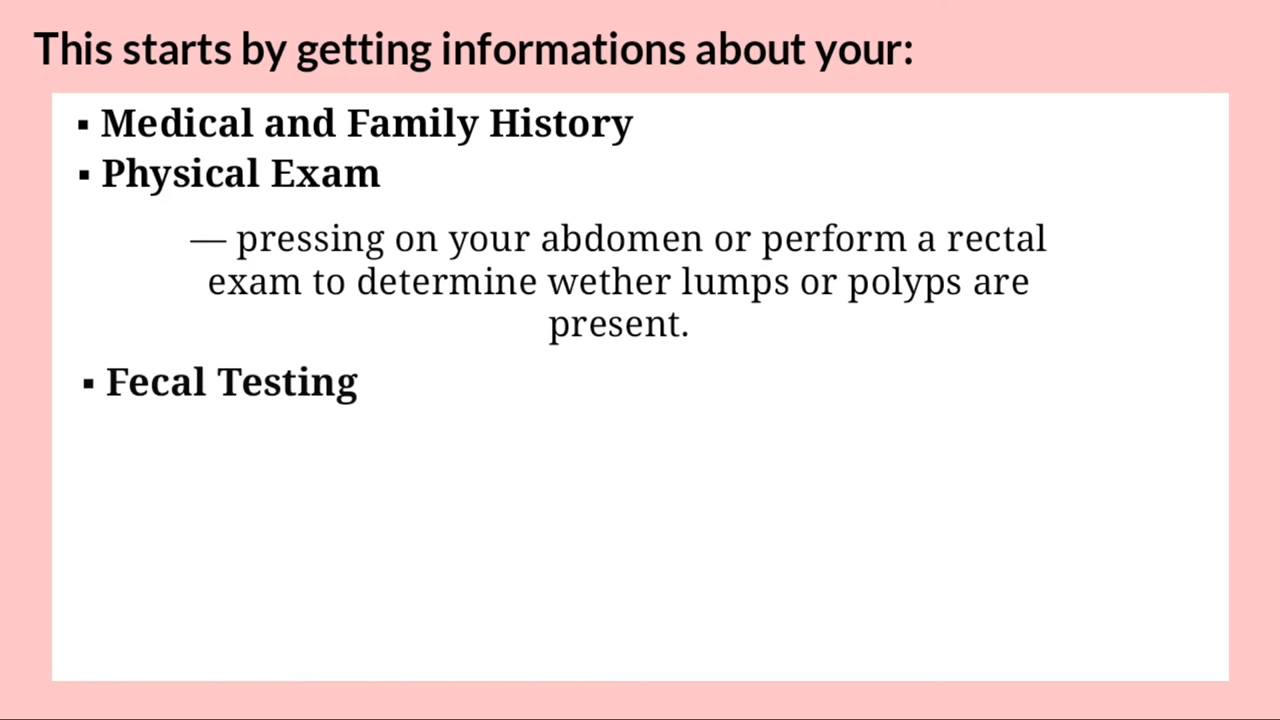 This starts by getting informations about your:
▪ Medical and Family History
▪ Physical Exam
— pressing on your abdomen or perform a rectal
exam to determine wether lumps or polyps are
present.
▪ Fecal Testing